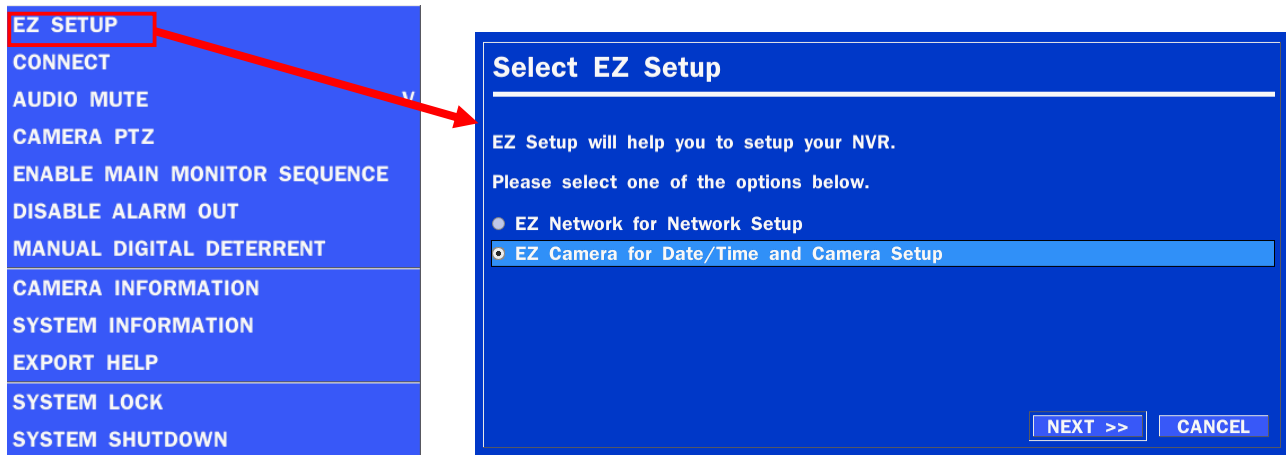 EZ SETUP
CONNECT
AUDIO MUTE V
CAMERA PTZ
ENABLE MAIN MONITOR SEQUENCE
DISABLE ALARM OUT
MANUAL DIGITAL DETERRENT
CAMERA INFORMATION
SYSTEM INFORMATION
EXPORT HELP
SYSTEM LOCK
SYSTEM SHUTDOWN
Select EZ Setup
EZ Setup will help you to setup your NVR.
Please select one of the options below.
EZ Network for Network Setup
EZ Camera for Date/Time and Camera Setup
NEXT >> CANCEL